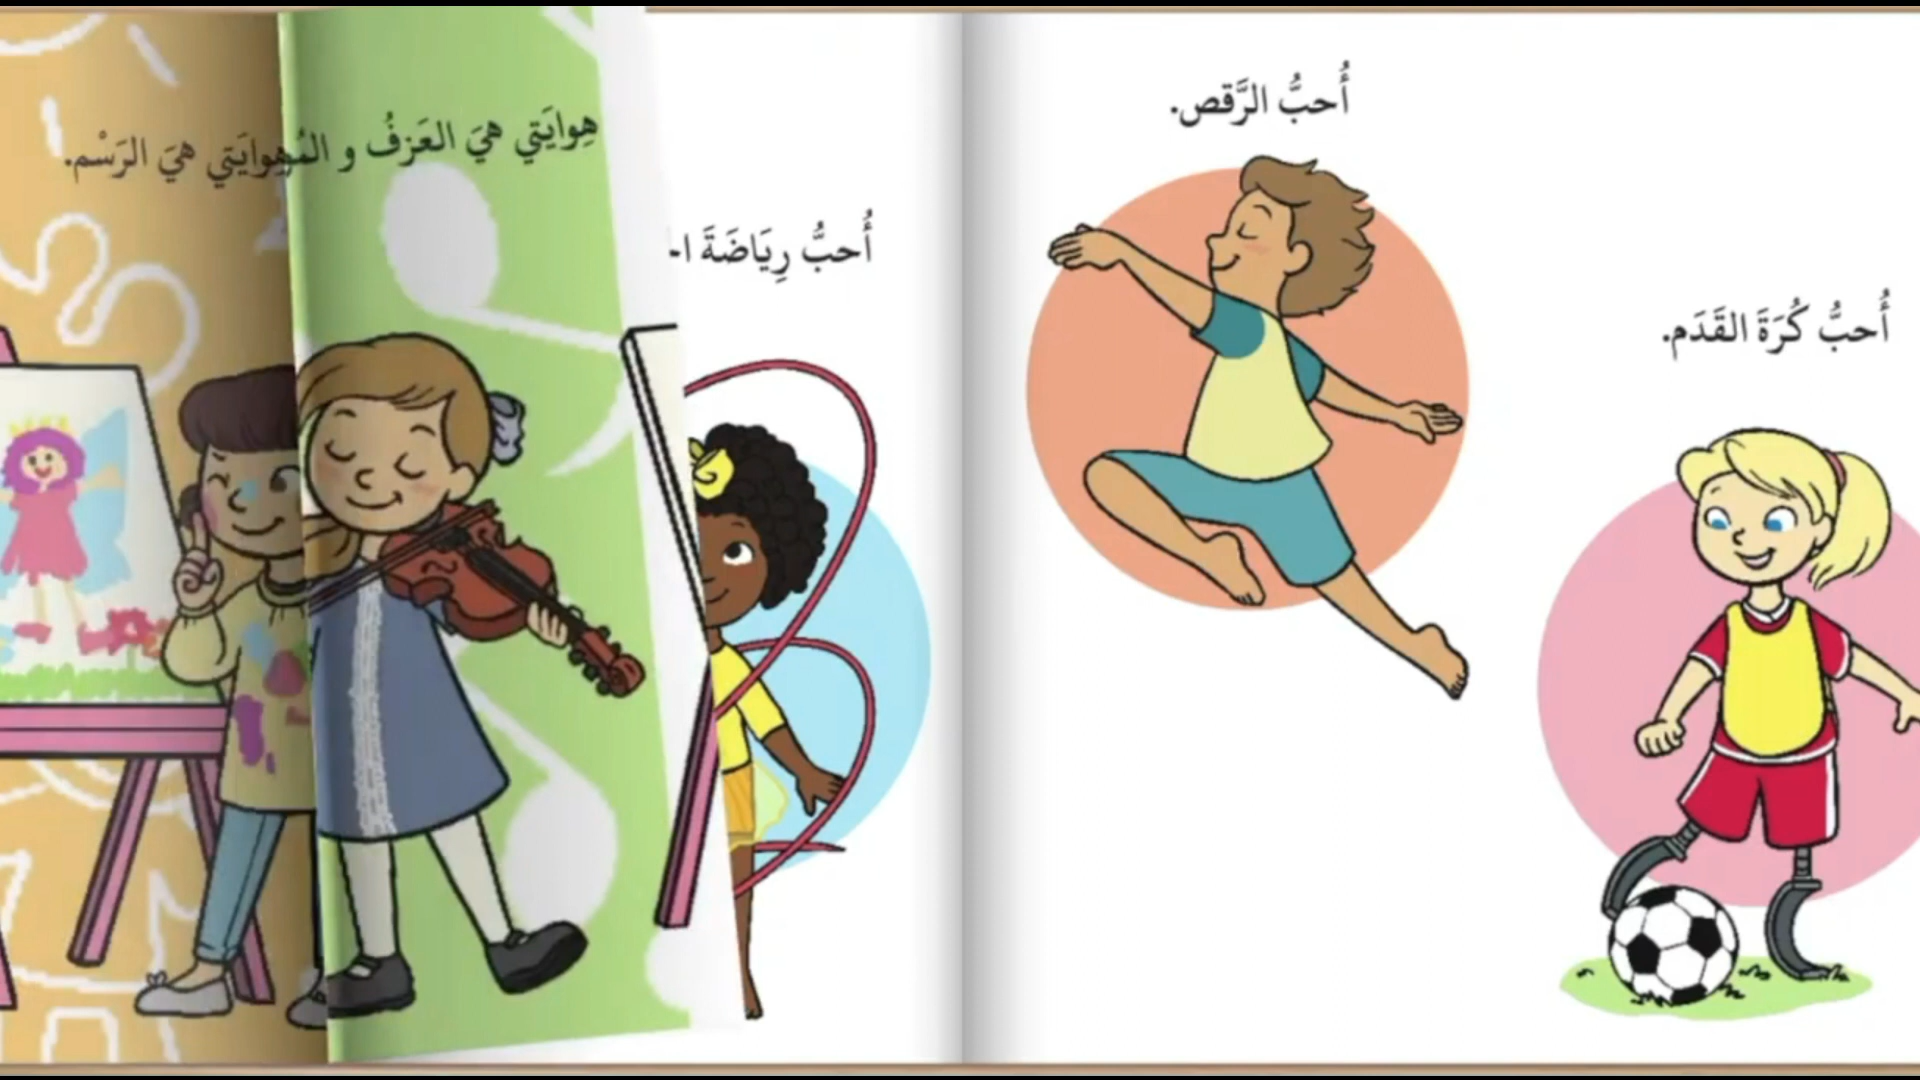 أُحبُّ الرَّقص.
أُحبُّ كُرَةَ القَدَم.
أُحبُّ رِيَاضَةَ
هِوايَتي هيَ العَزفُ و
هِوايَتي هيَ الرَسْم.